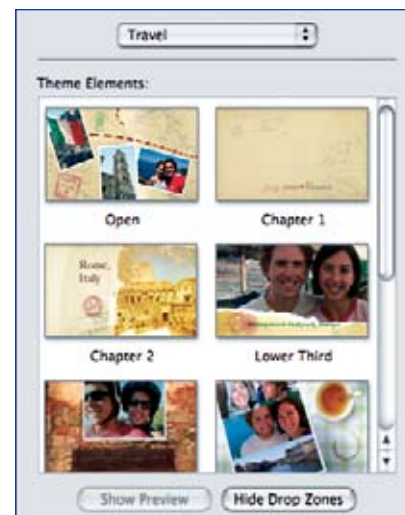 Travel
Theme Elements:
Open
Chapter 1
Rome,
Italy
Chapter 2
Lower Third
Show Preview
Hide Drop Zones